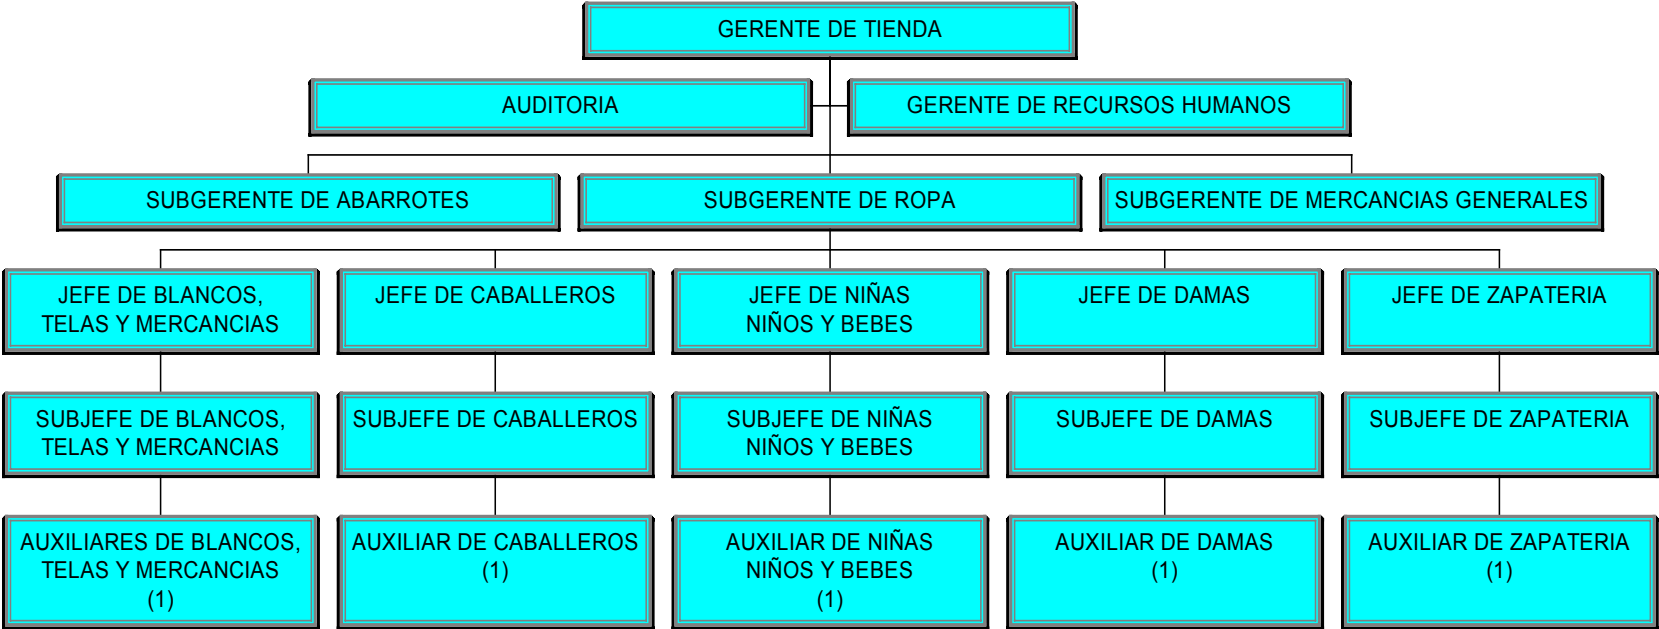 GERENTE DE TIENDA
AUDITORIA
GERENTE DE RECURSOS HUMANOS
SUBGERENTE DE ABARROTES
SUBGERENTE DE ROPA
SUBGERENTE DE MERCANCIAS GENERALES
JEFE DE BLANCOS,
TELAS Y MERCANCIAS
JEFE DE CABALLEROS
JEFE DE NIÑAS
NIÑOS Y BEBES
JEFE DE DAMAS
JEFE DE ZAPATERIA
SUBJEFE DE BLANCOS,
TELAS Y MERCANCIAS
SUBJEFE DE CABALLEROS
SUBJEFE DE NIÑAS
NIÑOS Y BEBES
SUBJEFE DE DAMAS
SUBJEFE DE ZAPATERIA
AUXILIARES DE BLANCOS,
TELAS Y MERCANCIAS
(1)
AUXILIAR DE CABALLEROS
(1)
AUXILIAR DE NIÑAS
NIÑOS Y BEBES
(1)
AUXILIAR DE DAMAS
(1)
AUXILIAR DE ZAPATERIA
(1)